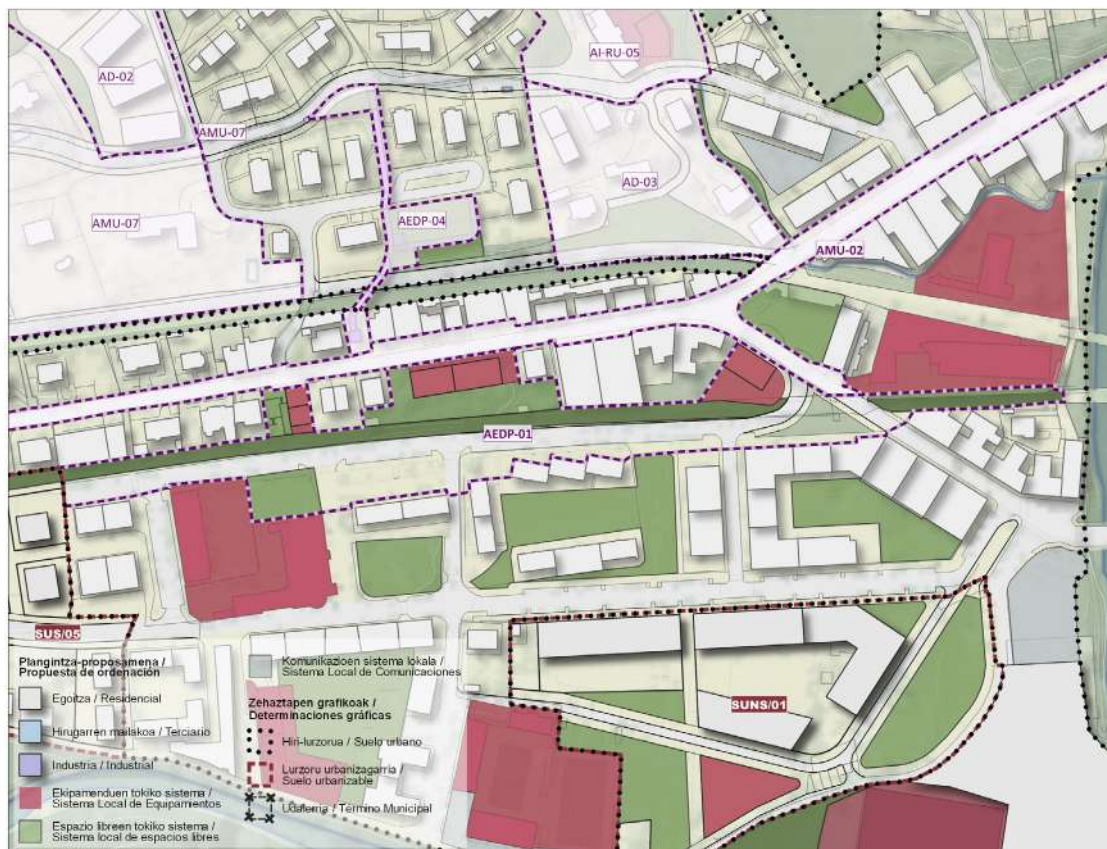 AI-RU-05
AD-02
AMU-07
AD-03
AMU-07
AEDP-04
AMU-02
AEDP-01
SUS/05
SUNS/01
Plangintza-proposamena /
Propuesta de ordenación
Egoitza / Residencial
Hirugarren mailakoa / Terciario
Industria / Industrial
Ekipamenduen tokiko sistema /
Sistema Local de Equipamientos
Espazio libreen tokiko sistema /
Sistema local de espacios libres
Komunikazioen sistema lokala /
Sistema Local de Comunicaciones
Zehaztapen grafikoak /
Determinaciones gráficas
Hiri-lurzorua / Suelo urbano
Lurzoru urbanizagarria /
Suelo urbanizable
Udalerria / Término Municipal